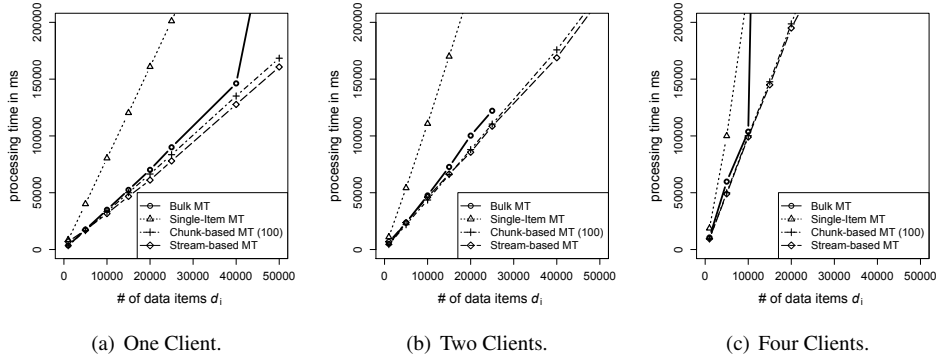 processing time in ms
0
50000
100000
150000
200000
0 10000 20000 30000 40000 50000
# of data items di
Bulk MT
Single-Item MT
Chunk-based MT (100)
Stream-based MT
(a) One Client.
processing time in ms
0
50000
100000
150000
200000
0 10000 20000 30000 40000 50000
# of data items di
Bulk MT
Single-Item MT
Chunk-based MT (100)
Stream-based MT
(b) Two Clients.
processing time in ms
0
50000
100000
150000
200000
0 10000 20000 30000 40000 50000
# of data items di
Bulk MT
Single-Item MT
Chunk-based MT (100)
Stream-based MT
(c) Four Clients.